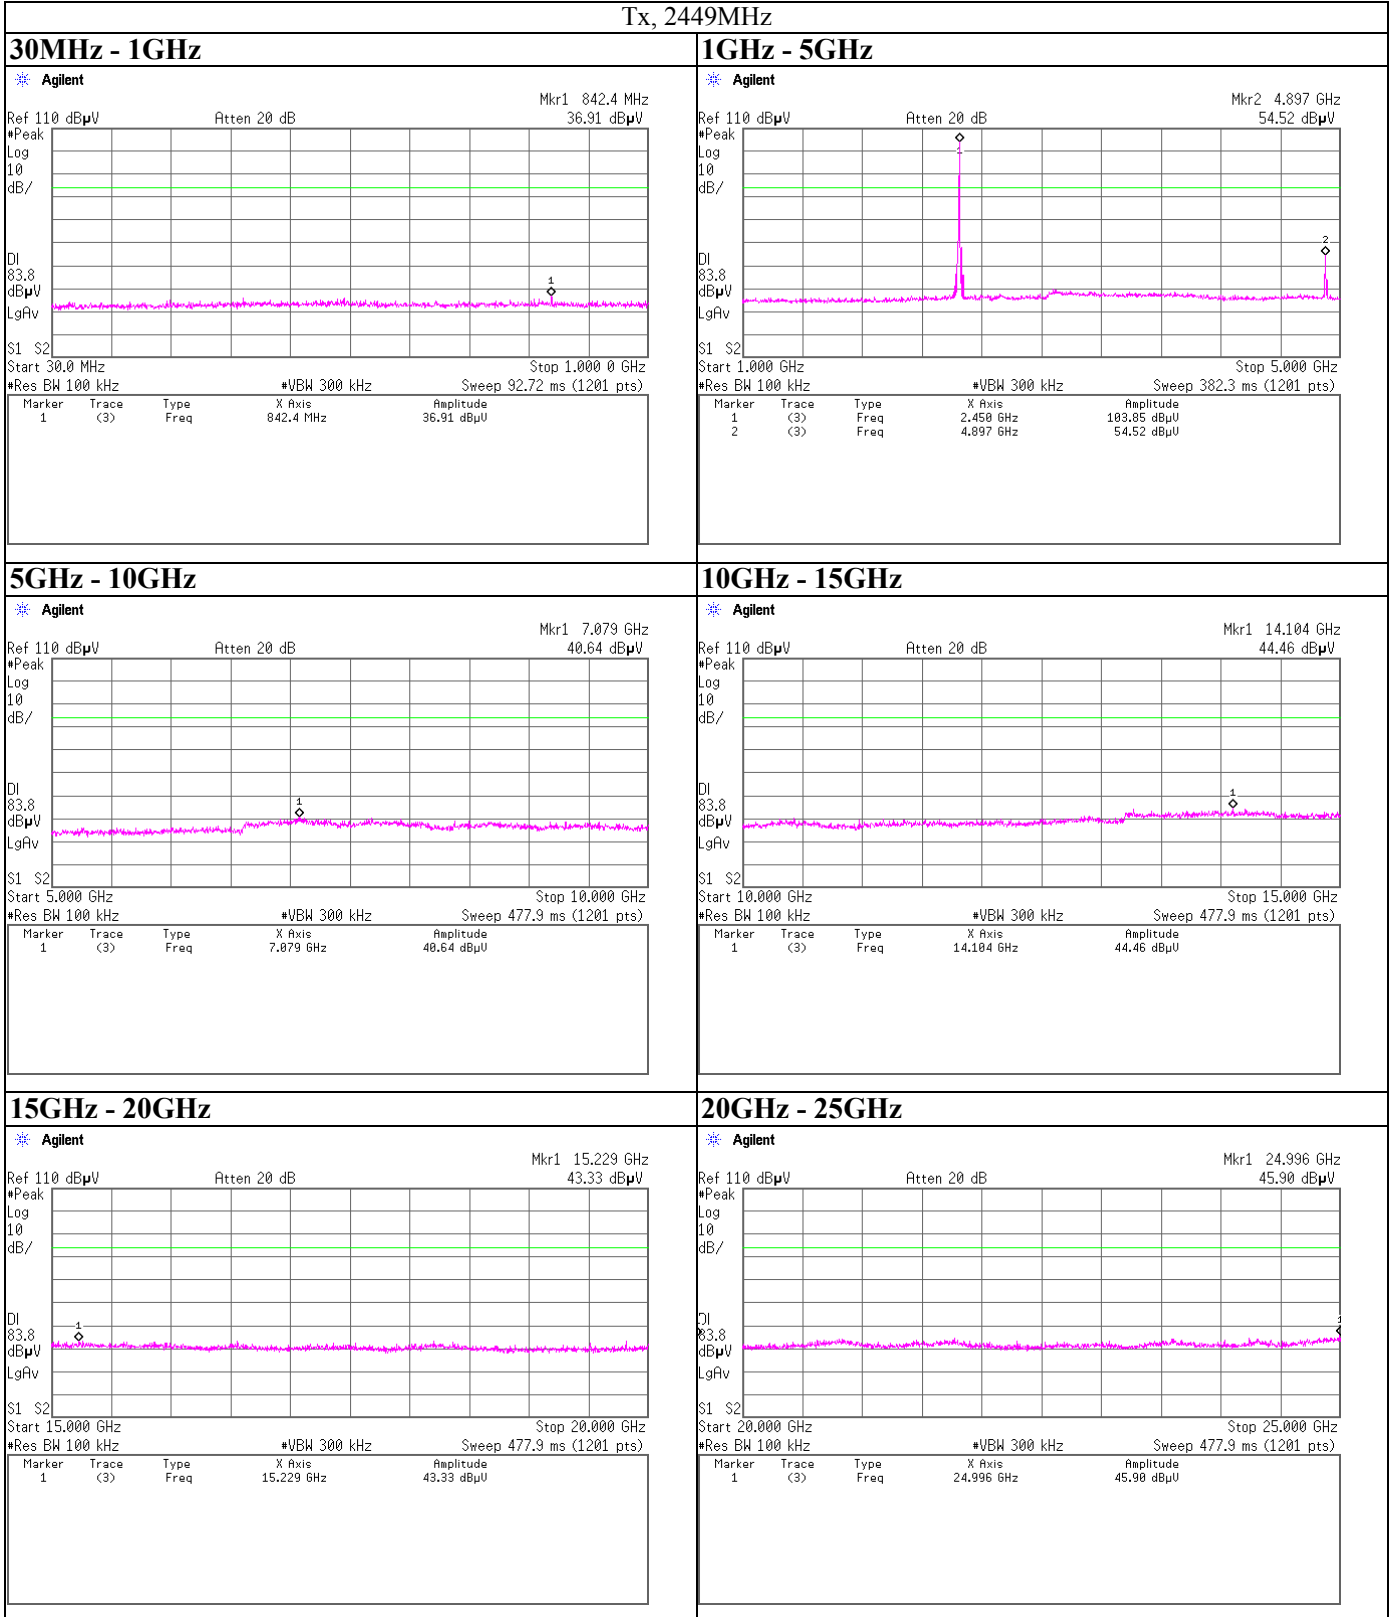 Tx, 2449MHz
30MHz - 1GHz
Agilent
Mkr1 842.4 MHz
Ref 110 dBµV Atten 20 dB 36.91 dBµV
#Peak
Log
10
dB/
1
DI
83.8
dBµV
LgAv
S1 S2
Start 30.0 MHz Stop 1.000 0 GHz
#Res BW 100 kHz #VBW 300 kHz Sweep 92.72 ms (1201 pts)
Marker Trace Type X Axis Amplitude
1 (3) Freq 842.4 MHz 36.91 dBµV
1GHz - 5GHz
Agilent
Mkr2 4.897 GHz
Ref 110 dBµV Atten 20 dB 54.52 dBµV
#Peak
Log
10
dB/
1
2
DI
83.8
dBµV
LgAv
S1 S2
Start 1.000 GHz Stop 5.000 GHz
#Res BW 100 kHz #VBW 300 kHz Sweep 382.3 ms (1201 pts)
Marker Trace Type X Axis Amplitude
1 (3) Freq 2.450 GHz 103.85 dBµV
2 (3) Freq 4.897 GHz 54.52 dBµV
5GHz - 10GHz
Agilent
Mkr1 7.079 GHz
Ref 110 dBµV Atten 20 dB 40.64 dBµV
#Peak
Log
10
dB/
1
DI
83.8
dBµV
LgAv
S1 S2
Start 5.000 GHz Stop 10.000 GHz
#Res BW 100 kHz #VBW 300 kHz Sweep 477.9 ms (1201 pts)
Marker Trace Type X Axis Amplitude
1 (3) Freq 7.079 GHz 40.64 dBµV
10GHz - 15GHz
Agilent
Mkr1 14.104 GHz
Ref 110 dBµV Atten 20 dB 44.46 dBµV
#Peak
Log
10
dB/
1
DI
83.8
dBµV
LgAv
S1 S2
Start 10.000 GHz Stop 15.000 GHz
#Res BW 100 kHz #VBW 300 kHz Sweep 477.9 ms (1201 pts)
Marker Trace Type X Axis Amplitude
1 (3) Freq 14.104 GHz 44.46 dBµV
15GHz - 20GHz
Agilent
Mkr1 15.229 GHz
Ref 110 dBµV Atten 20 dB 43.33 dBµV
#Peak
Log
10
dB/
1
DI
83.8
dBµV
LgAv
S1 S2
Start 15.000 GHz Stop 20.000 GHz
#Res BW 100 kHz #VBW 300 kHz Sweep 477.9 ms (1201 pts)
Marker Trace Type X Axis Amplitude
1 (3) Freq 15.229 GHz 43.33 dBµV
20GHz - 25GHz
Agilent
Mkr1 24.996 GHz
Ref 110 dBµV Atten 20 dB 45.90 dBµV
#Peak
Log
10
dB/
1
DI
83.8
dBµV
LgAv
S1 S2
Start 20.000 GHz Stop 25.000 GHz
#Res BW 100 kHz #VBW 300 kHz Sweep 477.9 ms (1201 pts)
Marker Trace Type X Axis Amplitude
1 (3) Freq 24.996 GHz 45.90 dBµV